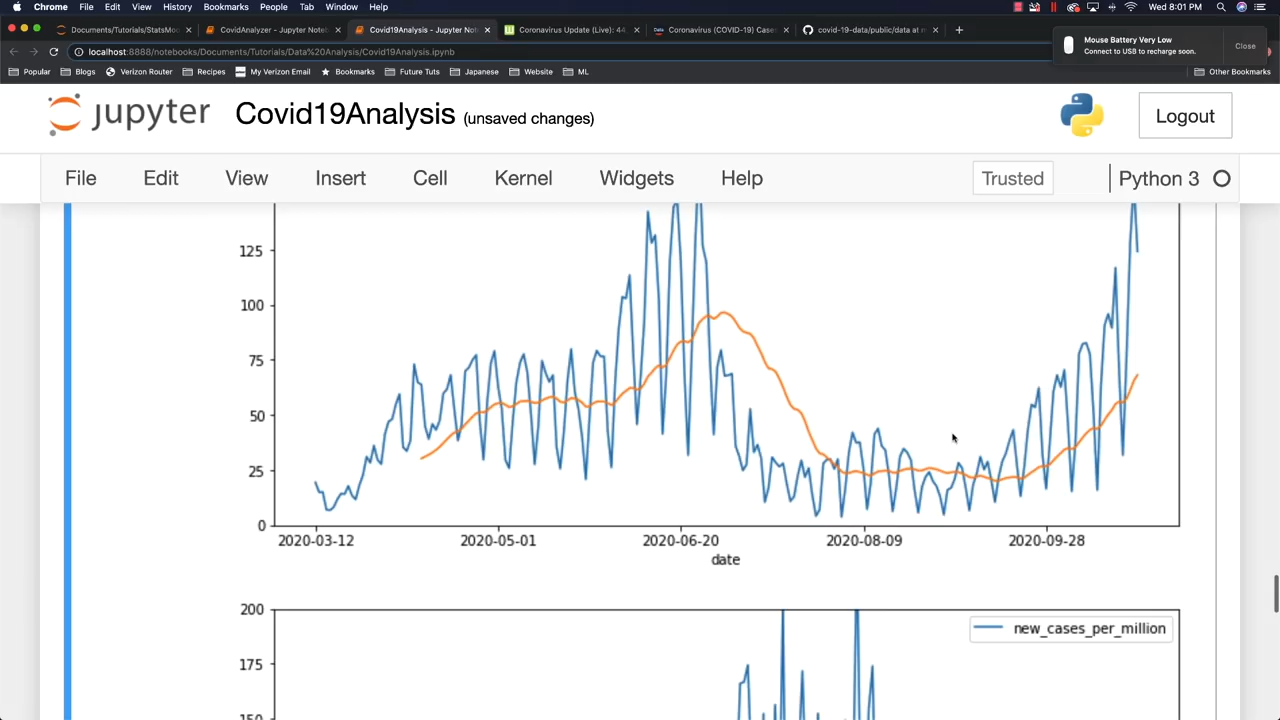 Chrome File Edit View History Bookmarks People Tab Window Help Wed 8:01 PM
Documents/Tutorials/StatsMo CovidAnalyzer - Jupyter Note Covid19Analysis - Jupyter Not Coronavirus Update (Live): 44, Coronavirus (COVID-19) Case covid-19-data/public/data at m
localhost:8888/notebooks/Documents/Tutorials/Data%20Analysis/Covid19Analysis.ipynb
Mouse Battery Very Low
Connect to USB to recharge soon.
Close
Popular Blogs Verizon Router Recipes My Verizon Email Bookmarks Future Tuts Japanese Website ML Other Bookmarks
jupyter Covid19Analysis (unsaved changes) Logout
File Edit View Insert Cell Kernel Widgets Help Trusted Python 3
125
100
75
50
25
0
2020-03-12 2020-05-01 2020-06-20 2020-08-09 2020-09-28
date
200
new_cases_per_million
175
150